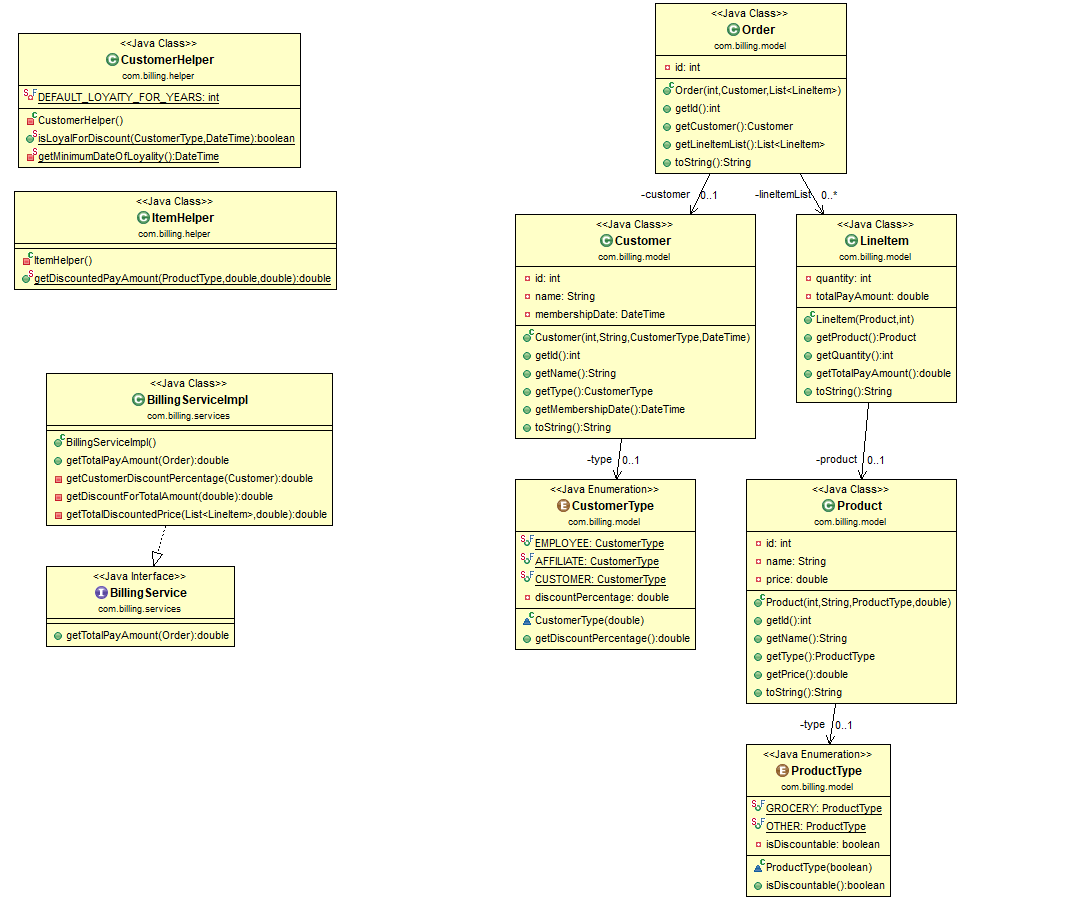 <<Java Class>>
CustomerHelper
com.billing.helper
DEFAULT_LOYAITY_FOR_YEARS: int
CustomerHelper()
isLoyalForDiscount(CustomerType,DateTime):boolean
getMinimumDateOfLoyality():DateTime
<<Java Class>>
ItemHelper
com.billing.helper
ItemHelper()
getDiscountedPayAmount(ProductType,double,double):double
<<Java Class>>
BillingServiceImpl
com.billing.services
BillingServiceImpl()
getTotalPayAmount(Order):double
getCustomerDiscountPercentage(Customer):double
getDiscountForTotalAmount(double):double
getTotalDiscountedPrice(List<LineItem>,double):double
<<Java Interface>>
BillingService
com.billing.services
getTotalPayAmount(Order):double
<<Java Class>>
Order
com.billing.model
id: int
Order(int,Customer,List<LineItem>)
getId():int
getCustomer():Customer
getLineItemList():List<LineItem>
toString():String
-customer 0..1
-lineItemList 0..*
<<Java Class>>
Customer
com.billing.model
id: int
name: String
membershipDate: DateTime
Customer(int,String,CustomerType,DateTime)
getId():int
getName():String
getType():CustomerType
getMembershipDate():DateTime
toString():String
<<Java Class>>
LineItem
com.billing.model
quantity: int
totalPayAmount: double
LineItem(Product,int)
getProduct():Product
getQuantity():int
getTotalPayAmount():double
toString():String
-type 0..1
-product 0..1
<<Java Enumeration>>
CustomerType
com.billing.model
EMPLOYEE: CustomerType
AFFILIATE: CustomerType
CUSTOMER: CustomerType
discountPercentage: double
CustomerType(double)
getDiscountPercentage():double
<<Java Class>>
Product
com.billing.model
id: int
name: String
price: double
Product(int,String,ProductType,double)
getId():int
getName():String
getType():ProductType
getPrice():double
toString():String
-type 0..1
<<Java Enumeration>>
ProductType
com.billing.model
GROCERY: ProductType
OTHER: ProductType
isDiscountable: boolean
ProductType(boolean)
isDiscountable():boolean